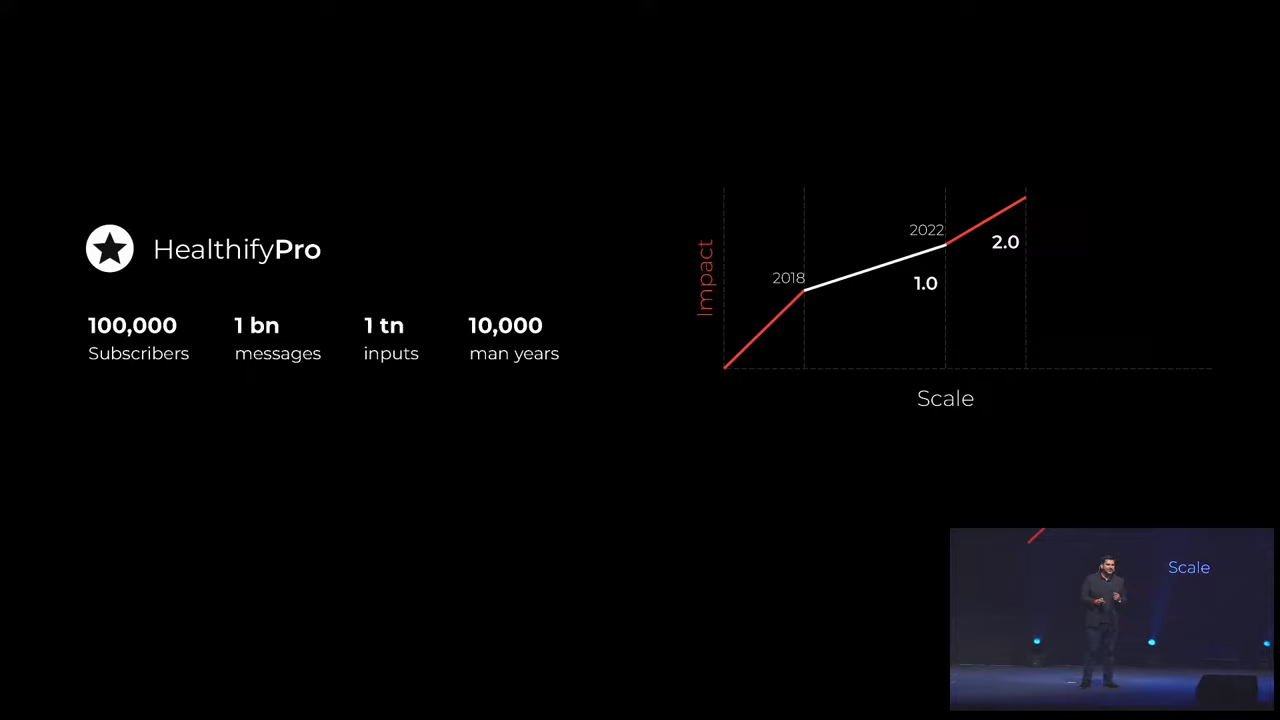 HealthifyPro
100,000 1 bn 1 tn 10,000
Subscribers messages inputs man years
Impact
2018
2022
1.0
2.0
Scale
Scale